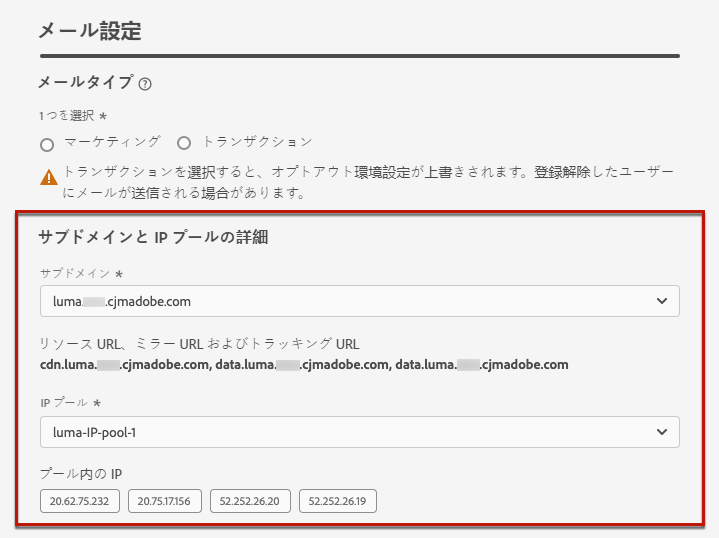 メール設定
メールタイプ ?
1 つを選択 *
マーケティング トランザクション
トランザクションを選択すると、オプトアウト環境設定が上書きされます。登録解除したユーザー
にメールが送信される場合があります。
サブドメインと IP プールの詳細
サブドメイン *
luma. .cjmadobe.com
リソース URL、ミラー URL およびトラッキング URL
cdn.luma. .cjmadobe.com, data.luma. .cjmadobe.com, data.luma. .cjmadobe.com
IP プール *
luma-IP-pool-1
プール内の IP
20.62.75.232 20.75.17.156 52.252.26.20 52.252.26.19